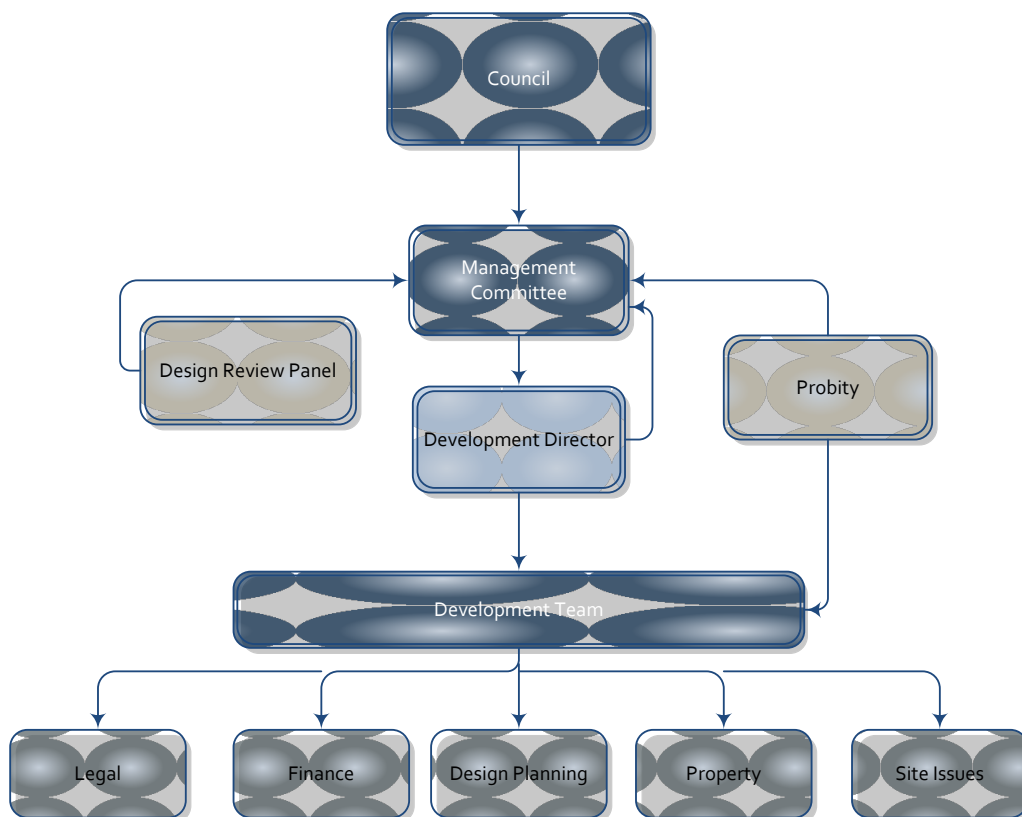 Council
Management
Committee
Design Review Panel
Probity
Development Director
Development Team
Legal
Finance
Design Planning
Property
Site Issues